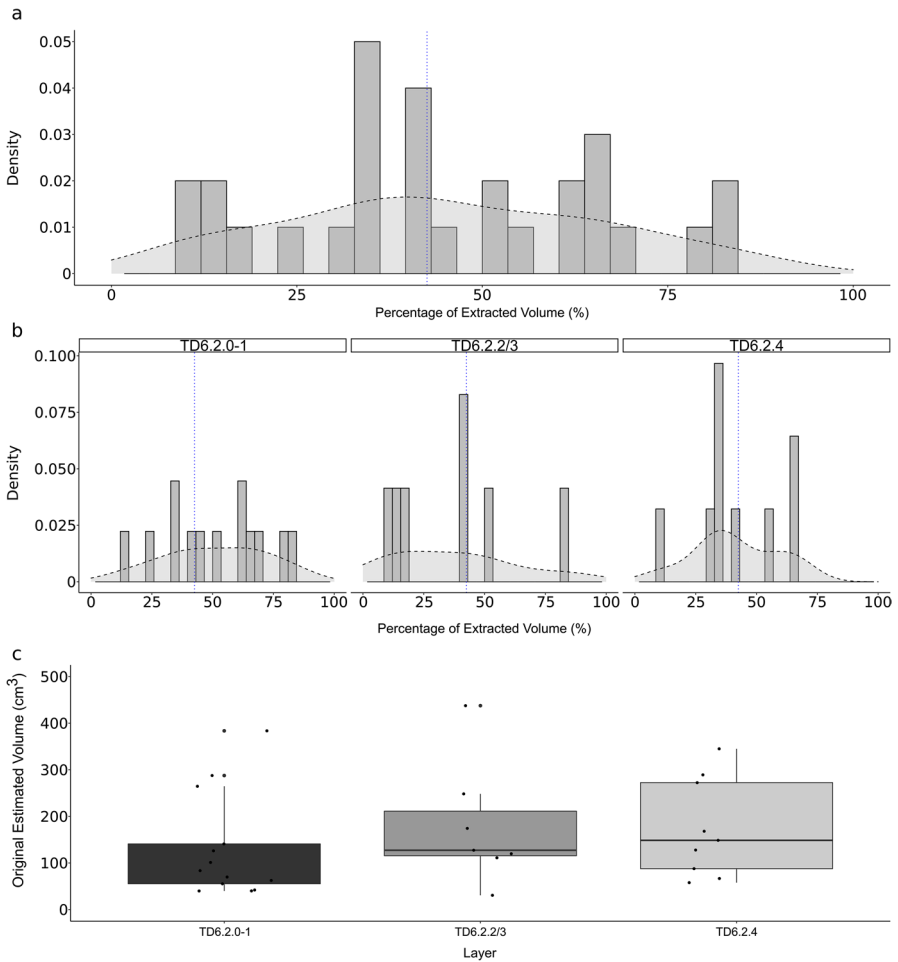 a
Density
0.05
0.04
0.03
0.02
0.01
0
0 25 50 75 100
Percentage of Extracted Volume (%)
b
TD6.2.0-1 TD6.2.2/3 TD6.2.4
Density
0.100
0.075
0.050
0.025
0
0 25 50 75 100 0 25 50 75 100 0 25 50 75 100
Percentage of Extracted Volume (%)
c
Original Estimated Volume (cm³)
500
400
300
200
100
0
TD6.2.0-1 TD6.2.2/3 TD6.2.4
Layer